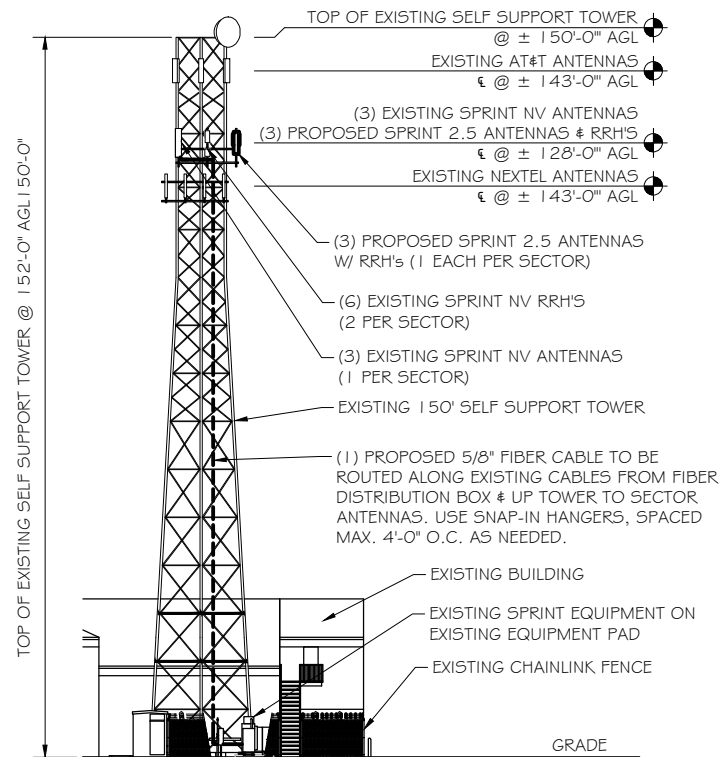 TOP OF EXISTING SELF SUPPORT TOWER
@ ± 150'-0"' AGL
EXISTING AT&T ANTENNAS
℄ @ ± 143'-0"' AGL
(3) EXISTING SPRINT NV ANTENNAS
(3) PROPOSED SPRINT 2.5 ANTENNAS & RRH'S
℄ @ ± 128'-0"' AGL
EXISTING NEXTEL ANTENNAS
℄ @ ± 143'-0"' AGL
(3) PROPOSED SPRINT 2.5 ANTENNAS
W/ RRH's (1 EACH PER SECTOR)
(6) EXISTING SPRINT NV RRH'S
(2 PER SECTOR)
(3) EXISTING SPRINT NV ANTENNAS
(1 PER SECTOR)
EXISTING 150' SELF SUPPORT TOWER
(1) PROPOSED 5/8" FIBER CABLE TO BE
ROUTED ALONG EXISTING CABLES FROM FIBER
DISTRIBUTION BOX & UP TOWER TO SECTOR
ANTENNAS. USE SNAP-IN HANGERS, SPACED
MAX. 4'-0" O.C. AS NEEDED.
EXISTING BUILDING
EXISTING SPRINT EQUIPMENT ON
EXISTING EQUIPMENT PAD
EXISTING CHAINLINK FENCE
GRADE
TOP OF EXISTING SELF SUPPORT TOWER @ 152'-0" AGL150'-0"